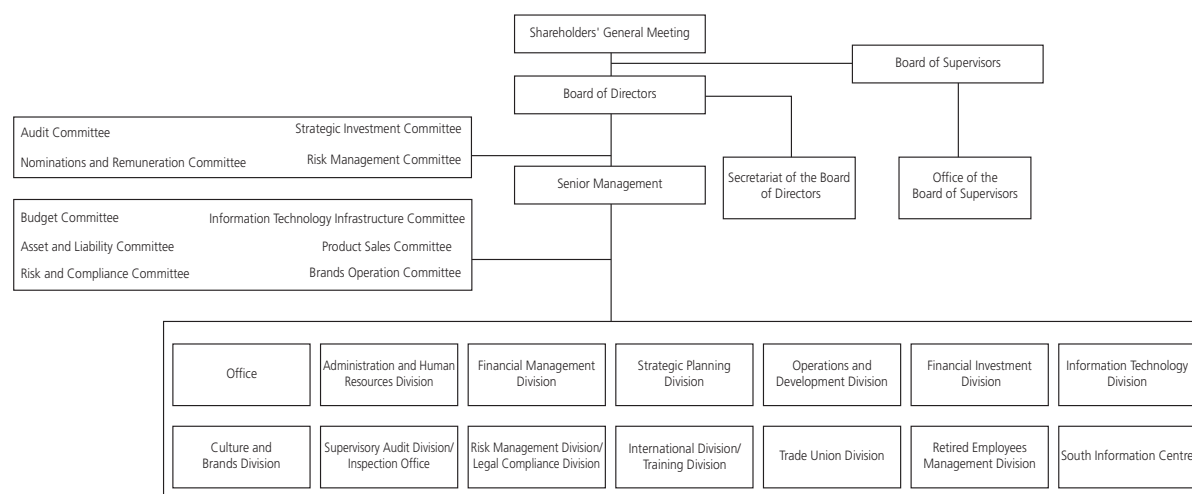 Shareholders' General Meeting
Board of Supervisors
Board of Directors
Audit Committee
Strategic Investment Committee
Nominations and Remuneration Committee
Risk Management Committee
Senior Management
Secretariat of the Board
of Directors
Office of the
Board of Supervisors
Budget Committee
Information Technology Infrastructure Committee
Asset and Liability Committee
Product Sales Committee
Risk and Compliance Committee
Brands Operation Committee
Office
Administration and Human
Resources Division
Financial Management
Division
Strategic Planning
Division
Operations and
Development Division
Financial Investment
Division
Information Technology
Division
Culture and
Brands Division
Supervisory Audit Division/
Inspection Office
Risk Management Division/
Legal Compliance Division
International Division/
Training Division
Trade Union Division
Retired Employees
Management Division
South Information Centre